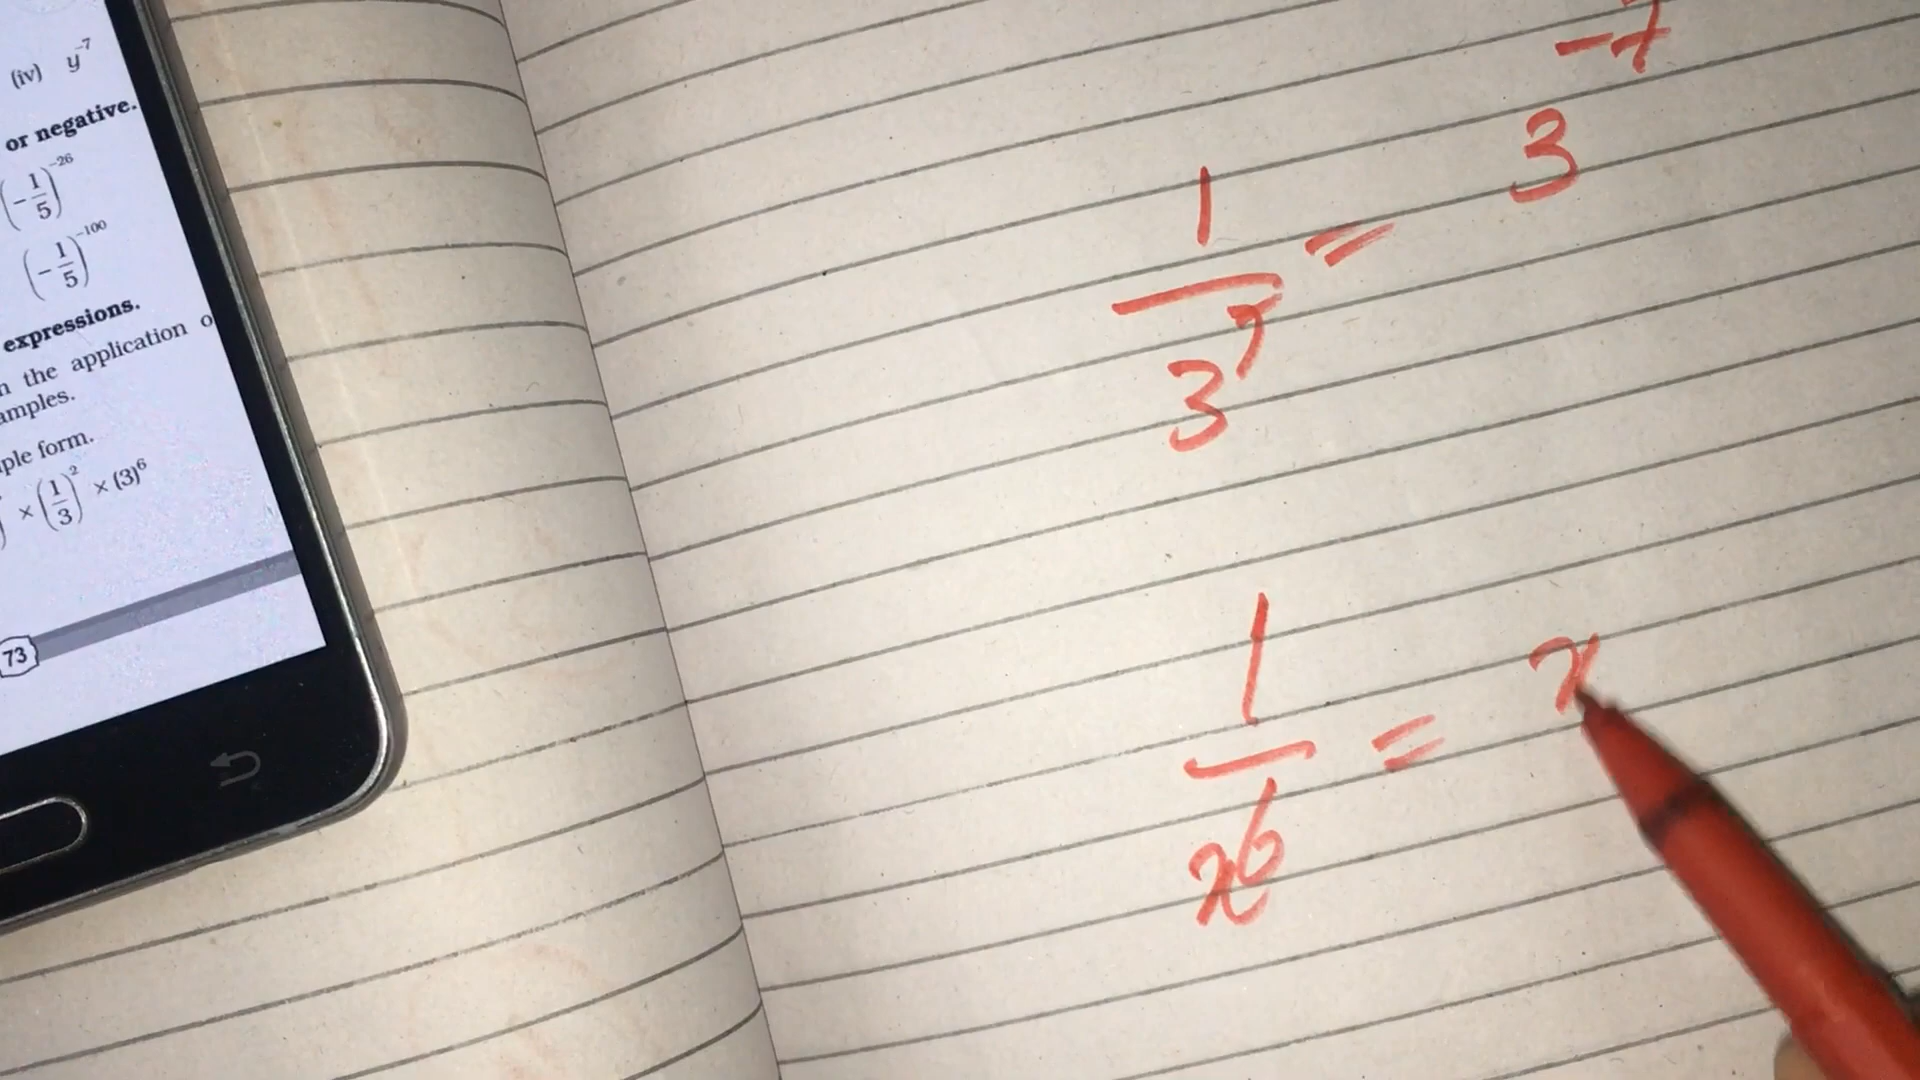 (iv) y⁻⁷
or negative.
(-1/5)⁻²⁶
(-1/5)⁻¹⁰⁰
expressions.
the application
ple form.
× (1/3)² × (3)⁶
73
1/3⁷ = 3⁻⁷
1/x⁶ = x